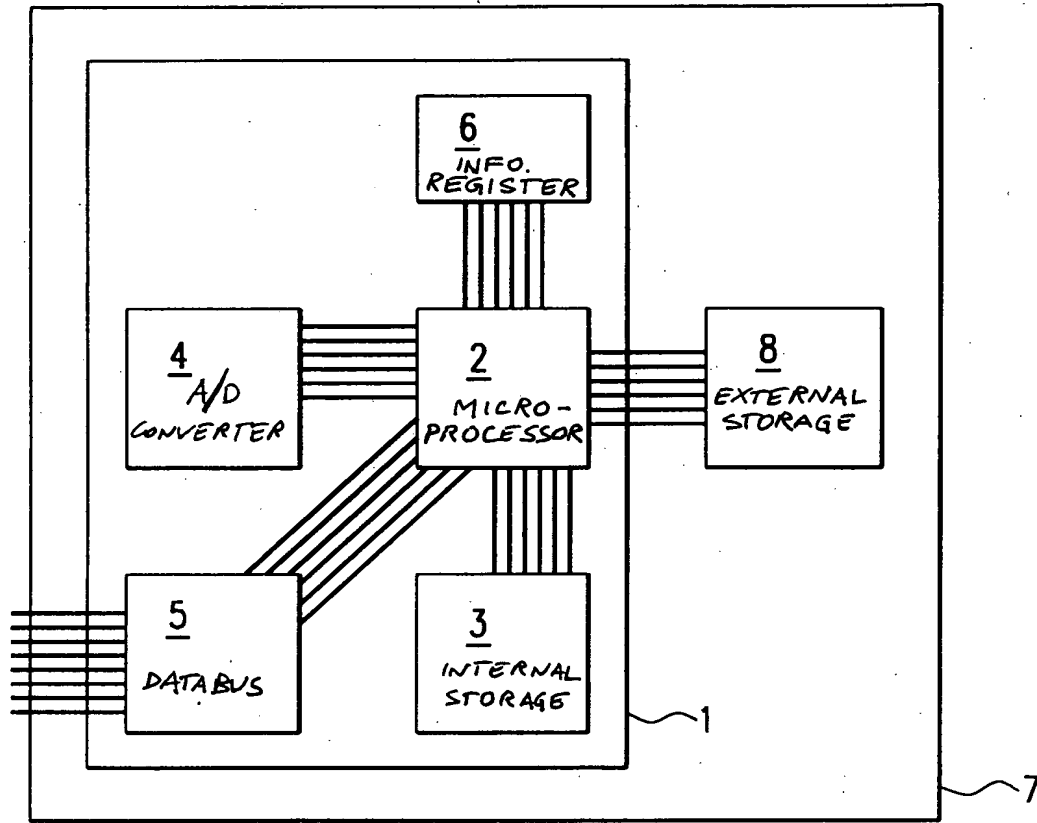 6
INFO.
REGISTER
4
A/D
CONVERTER
2
MICRO-
PROCESSOR
8
EXTERNAL
STORAGE
5
DATABUS
3
INTERNAL
STORAGE
1
7